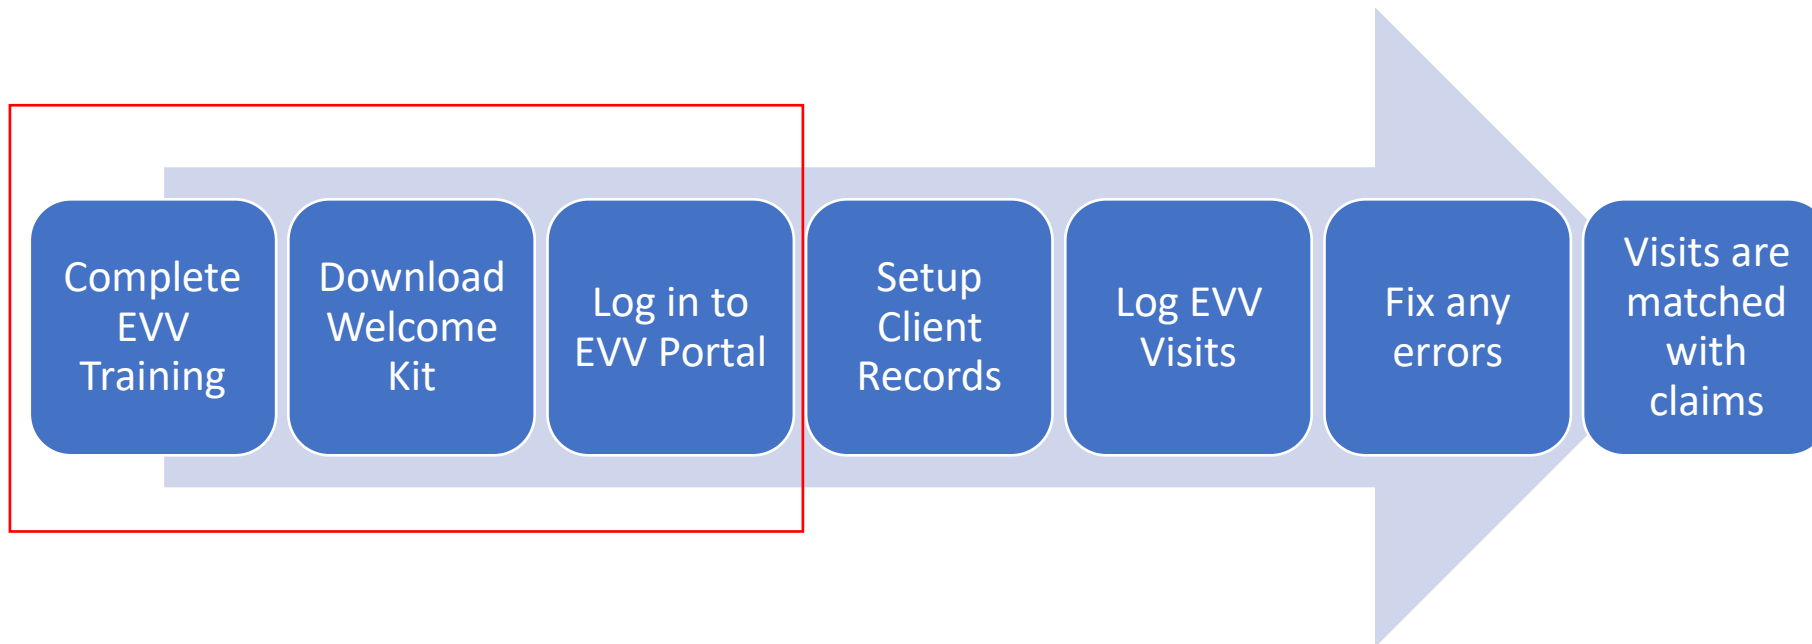 Complete
EVV
Training
Download
Welcome
Kit
Log in to
EVV Portal
Setup
Client
Records
Log EVV
Visits
Fix any
errors
Visits are
matched
with
claims